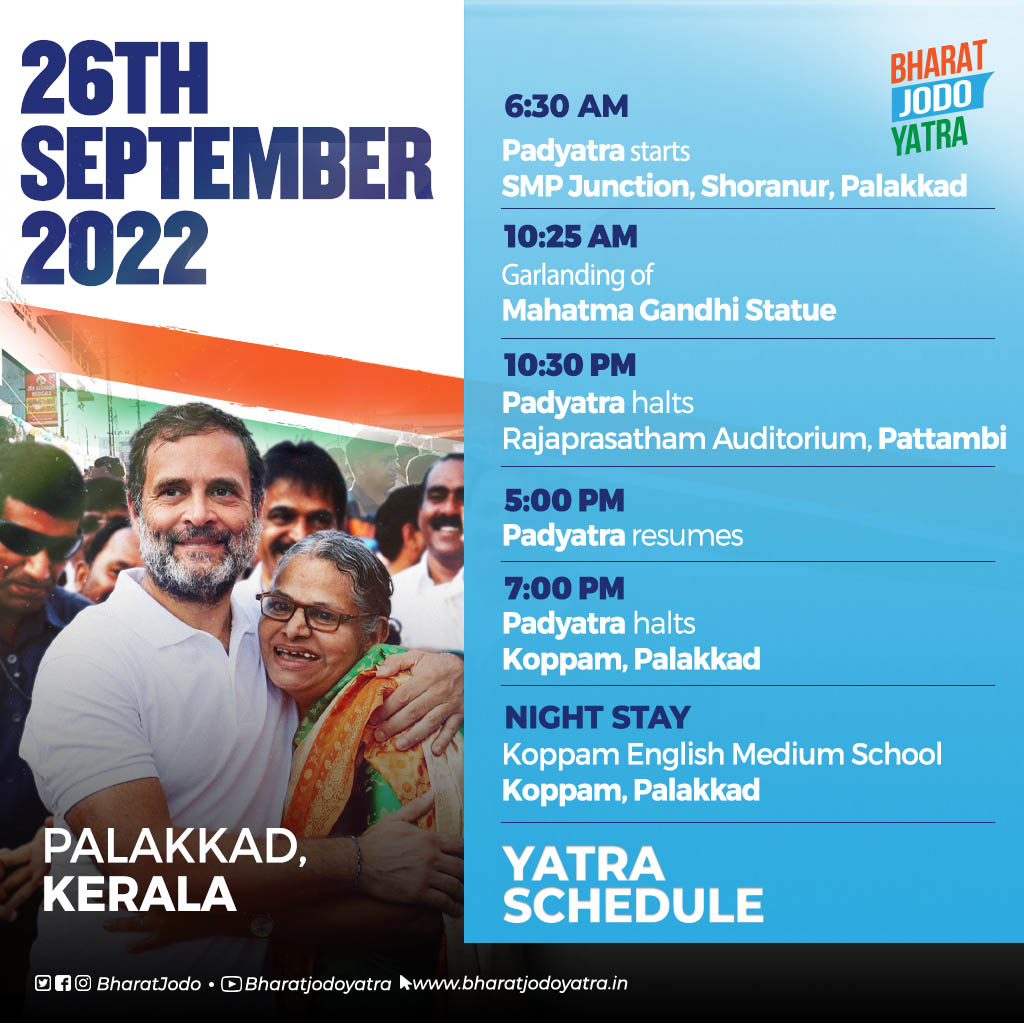 26TH
SEPTEMBER
2022
BHARAT
JODO
YATRA
6:30 AM
Padyatra starts
SMP Junction, Shoranur, Palakkad
10:25 AM
Garlanding of
Mahatma Gandhi Statue
10:30 PM
Padyatra halts
Rajaprasatham Auditorium, Pattambi
5:00 PM
Padyatra resumes
7:00 PM
Padyatra halts
Koppam, Palakkad
NIGHT STAY
Koppam English Medium School
Koppam, Palakkad
YATRA
SCHEDULE
PALAKKAD,
KERALA
BharatJodo • Bharatjodoyatra www.bharatjodoyatra.in